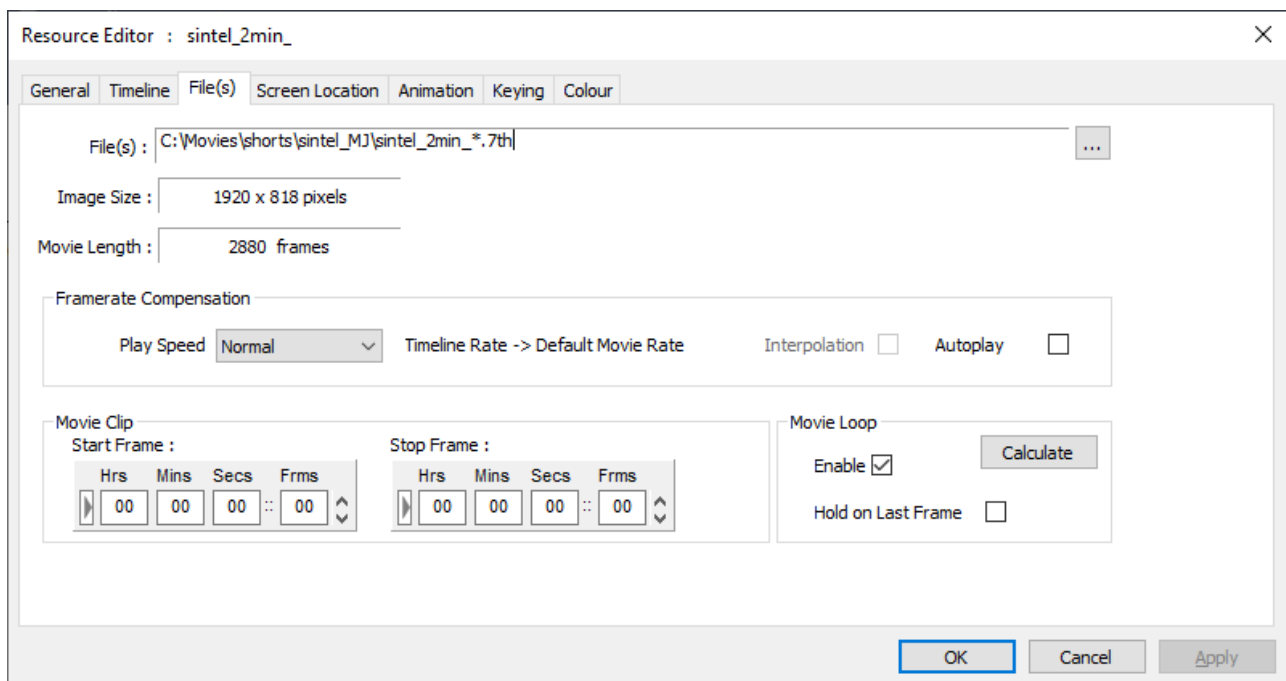 Resource Editor : sintel_2min_
General Timeline File(s) Screen Location Animation Keying Colour
File(s) : C:\Movies\shorts\sintel_MJ\sintel_2min_*.7th ...
Image Size : 1920 x 818 pixels
Movie Length : 2880 frames
Framerate Compensation
Play Speed Normal Timeline Rate -> Default Movie Rate Interpolation Autoplay
Movie Clip
Start Frame :
Hrs Mins Secs Frms
00 00 00 :: 00
Stop Frame :
Hrs Mins Secs Frms
00 00 00 :: 00
Movie Loop
Enable Calculate
Hold on Last Frame
OK Cancel Apply